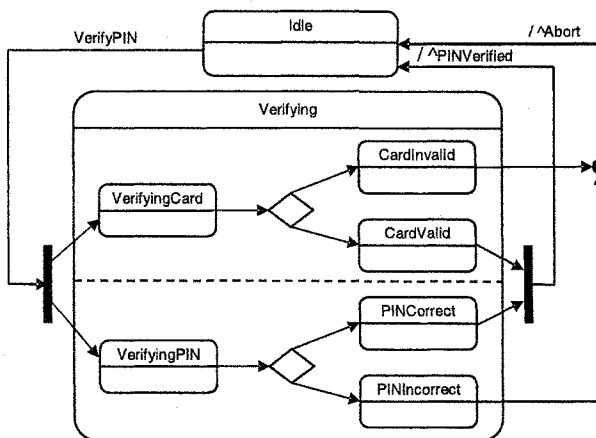 Idle
VerifyPIN
/ ^Abort
/ ^PINVerified
Verifying
CardInvalid
VerifyingCard
CardValid
PINCorrect
VerifyingPIN
PINIncorrect